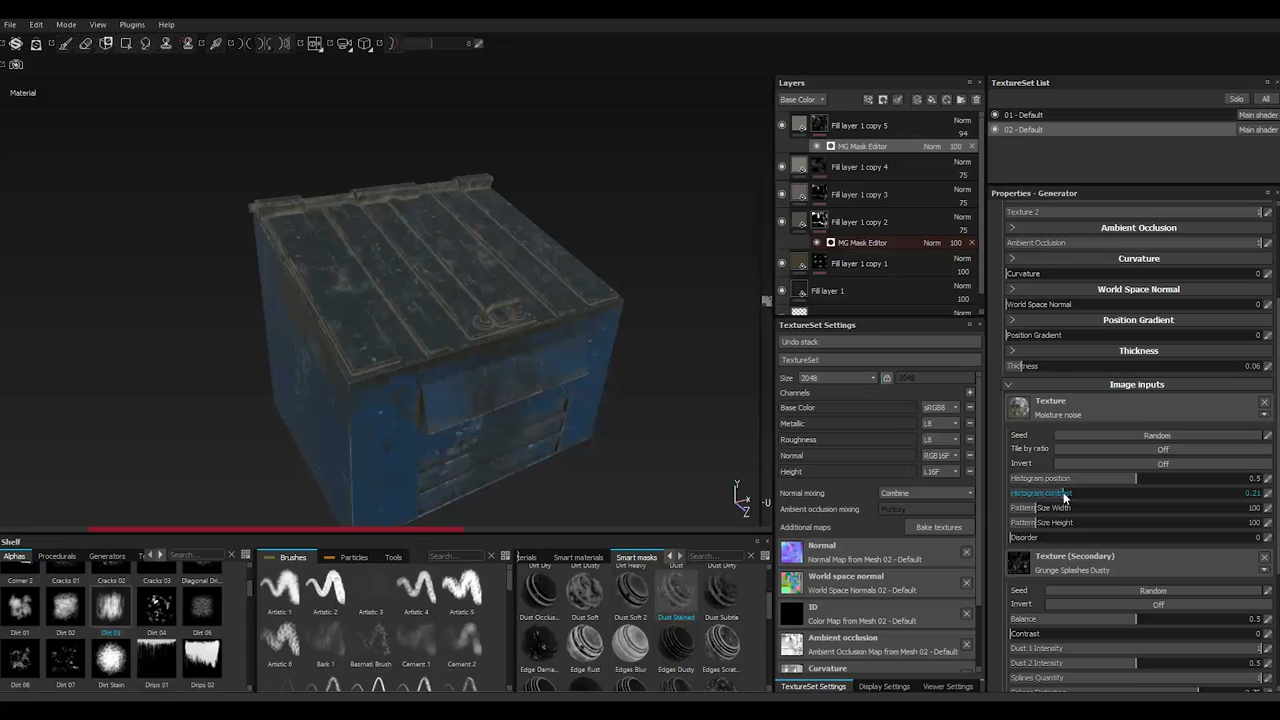 File Edit Mode View Plugins Help
8
Material
Layers
Base Color
Fill layer 1 copy 5 Norm
94
MG Mask Editor Norm 100
Fill layer 1 copy 4 Norm
75
Fill layer 1 copy 3 Norm
75
Fill layer 1 copy 2 Norm
75
MG Mask Editor Norm 100
Fill layer 1 copy 1 Norm
100
Fill layer 1 Norm
100
TextureSet Settings
Undo stack
TextureSet
Size 2048 2048
Channels
Base Color sRGB8
Metallic L8
Roughness L8
Normal RGB16F
Height L16F
Normal mixing Combine
Ambient occlusion mixing Multiply
Additional maps Bake textures
Normal
Normal Map from Mesh 02 - Default
World space normal
World Space Normals 02 - Default
ID
Color Map from Mesh 02 - Default
Ambient occlusion
Ambient Occlusion Map from Mesh 02 - Default
Curvature
TextureSet Settings Display Settings Viewer Settings
TextureSet List
Solo All
01 - Default Main shader
02 - Default Main shader
Properties - Generator
Texture 2 1
Ambient Occlusion
Ambient Occlusion 1
Curvature
Curvature 0
World Space Normal
World Space Normal 0
Position Gradient
Position Gradient 0
Thickness
Thickness 0.06
Image inputs
Texture
Moisture noise
Seed Random
Tile by ratio Off
Invert Off
Histogram position 0.5
Histogram contrast 0.21
Pattern Size Width 100
Pattern Size Height 100
Disorder 0
Texture (Secondary)
Grunge Splashes Dusty
Seed Random
Invert Off
Balance 0.5
Contrast 0
Dust 1 Intensity 1
Dust 2 Intensity 0.5
Splines Quantity 1
Y
X
Z
-U
Shelf
Alphas Procedurals Generators Search...
Corner 2 Cracks 01 Cracks 02 Cracks 03 Diagonal Dri...
Dirt 01 Dirt 02 Dirt 03 Dirt 04 Dirt 05
Dirt 06 Dirt 07 Dirt Stain Drips 01 Drips 02
Brushes Particles Tools Search...
Artistic 1 Artistic 2 Artistic 3 Artistic 4 Artistic 5
Artistic 6 Bark 1 Basmati Brush Cement 1 Cement 2
terials Smart materials Smart masks Search...
Dirt Dry Dirt Dusty Dirt Heavy Dust Dirt Dirty
Dust Occlus... Dust Soft Dust Soft 2 Dust Stained Dust Subtle
Edge Dama... Edge Rust Edges Blur Edges Dusty Edges Scrat...